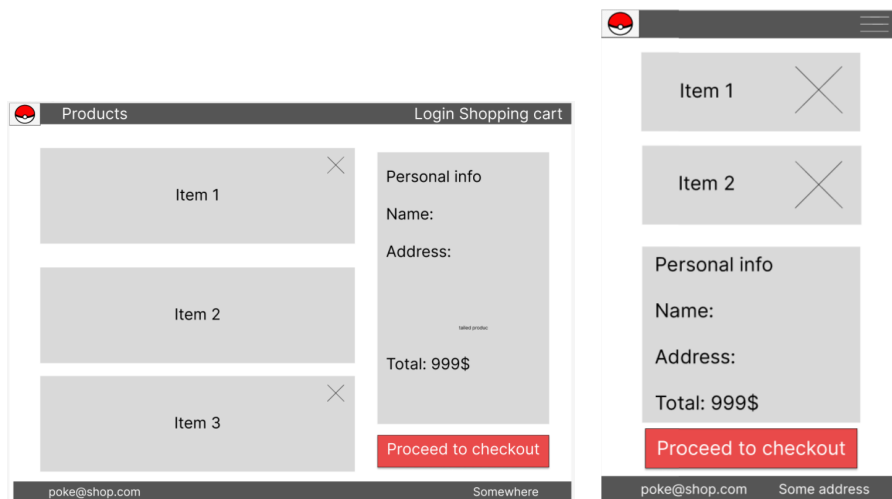 Products
Login Shopping cart
Item 1
Item 2
Item 3
Personal info
Name:
Address:
tailed produc
Total: 999$
Proceed to checkout
poke@shop.com
Somewhere
Item 1
Item 2
Personal info
Name:
Address:
Total: 999$
Proceed to checkout
poke@shop.com
Some address